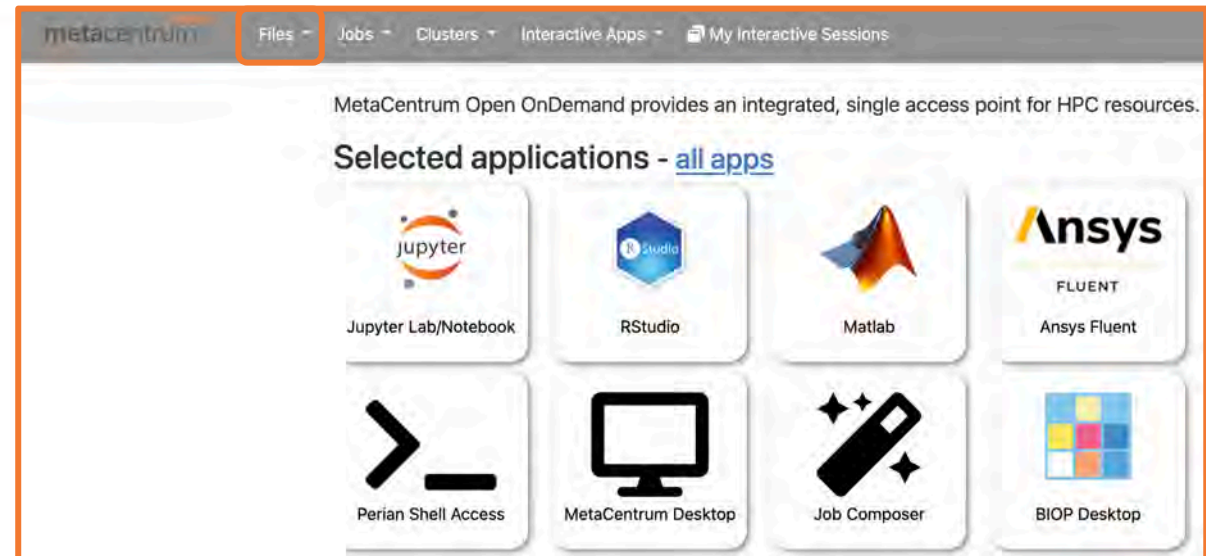 metacentrum Files Jobs Clusters Interactive Apps My Interactive Sessions
MetaCentrum Open OnDemand provides an integrated, single access point for HPC resources.
Selected applications - all apps
jupyter
R Studio
Ansys
FLUENT
Jupyter Lab/Notebook
RStudio
Matlab
Ansys Fluent
Perian Shell Access
MetaCentrum Desktop
Job Composer
BIOP Desktop